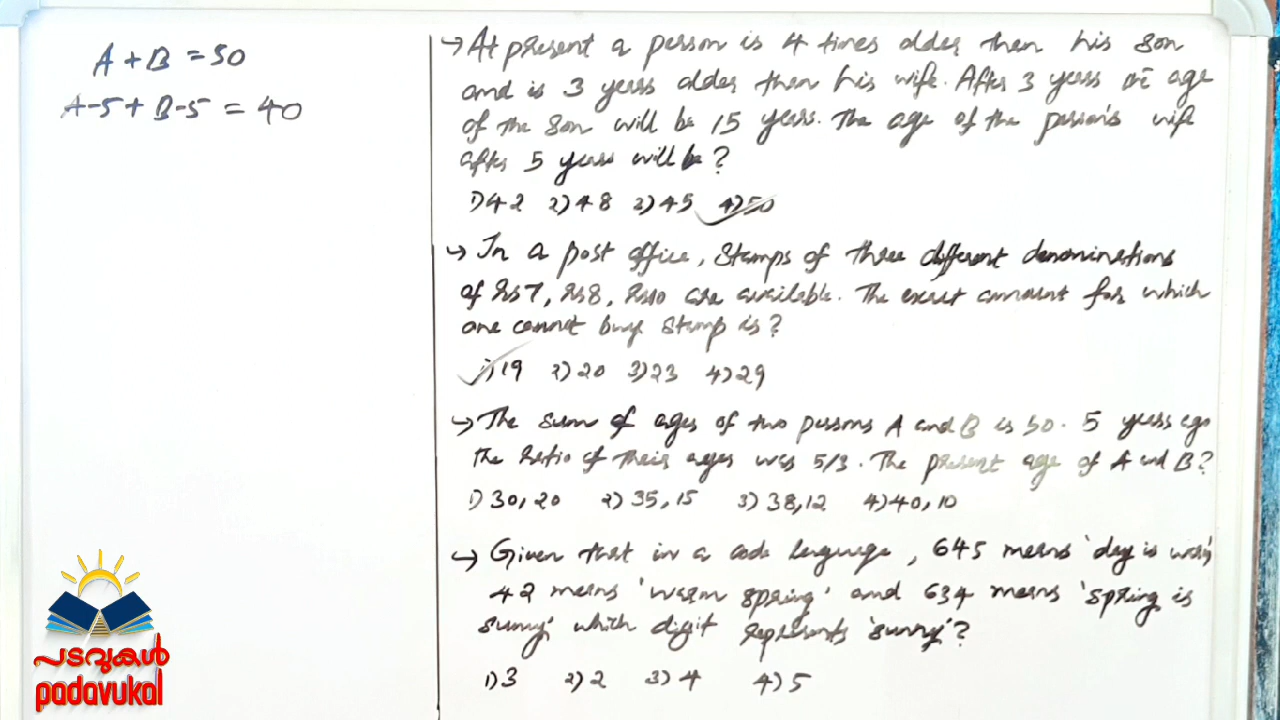 A + B = 50
A-5 + B-5 = 40
→ At present a person is 4 times older then his son
and is 3 years older then his wife. After 3 years the age
of the son will be 15 years. The age of the person's wife
after 5 years will be?
1) 42 2) 48 3) 45 4) 50
→ In a post office, stamps of three different denominations
of Rs7, Rs8, Rs10 are available. The exact amount for which
one cannot buy stamp is?
1) 19 2) 20 3) 23 4) 29
→ The sum of ages of two persons A and B is 50. 5 years ago
the Ratio of their ages was 5/3. The present age of A and B?
1) 30, 20 2) 35, 15 3) 38, 12 4) 40, 10
→ Given that in a code language, 645 means 'day is warm'
42 means 'warm spring' and 634 means 'spring is
sunny', which digit represents 'sunny'?
1) 3 2) 2 3) 4 4) 5
പടവുകൾ
padavukal